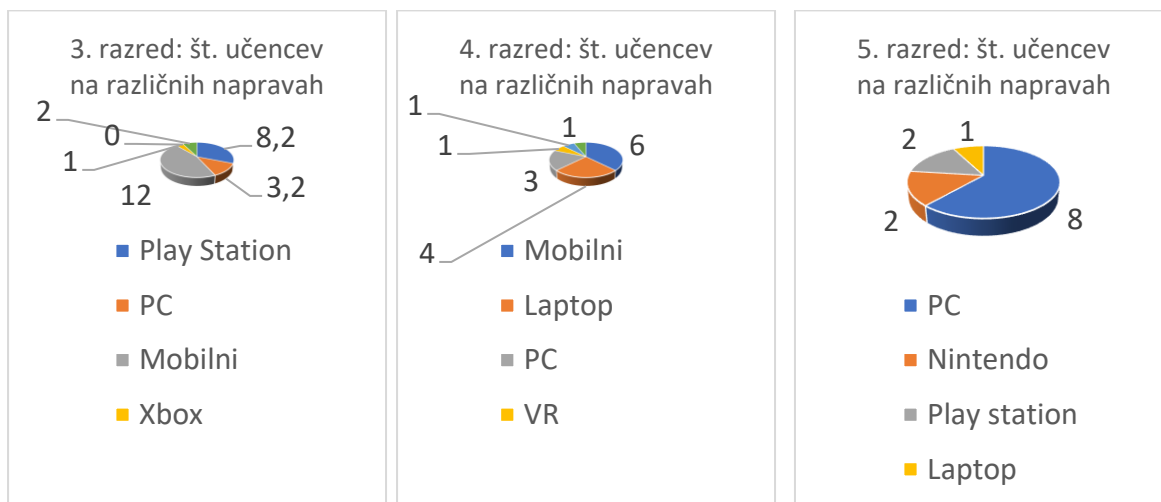 3. razred: št. učencev
na različnih napravah
2
0
8,2
1
3,2
12
Play Station
PC
Mobilni
Xbox
4. razred: št. učencev
na različnih napravah
1
1
1
6
3
4
Mobilni
Laptop
PC
VR
5. razred: št. učencev
na različnih napravah
2
1
2
8
PC
Nintendo
Play station
Laptop